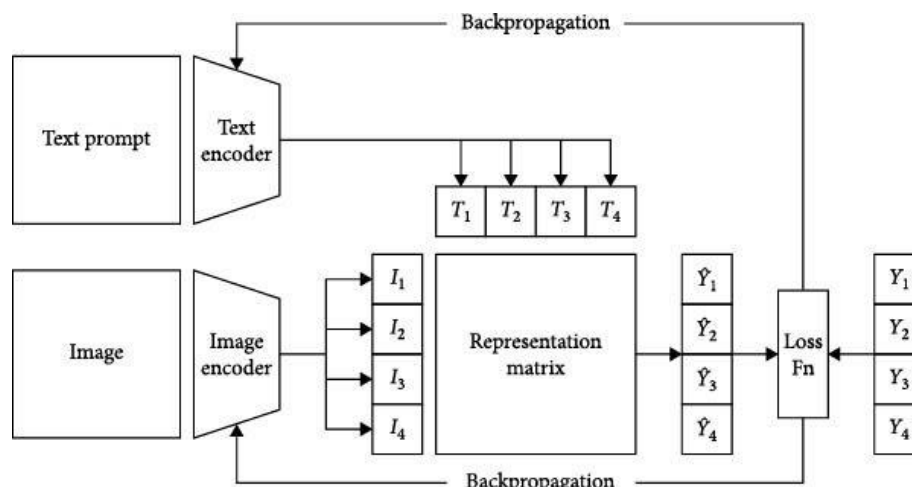 Backpropagation
Text prompt
Text
encoder
T₁ T₂ T₃ T₄
Image
Image
encoder
I₁
I₂
I₃
I₄
Representation
matrix
Ŷ₁
Ŷ₂
Ŷ₃
Ŷ₄
Loss
Fn
Y₁
Y₂
Y₃
Y₄
Backpropagation